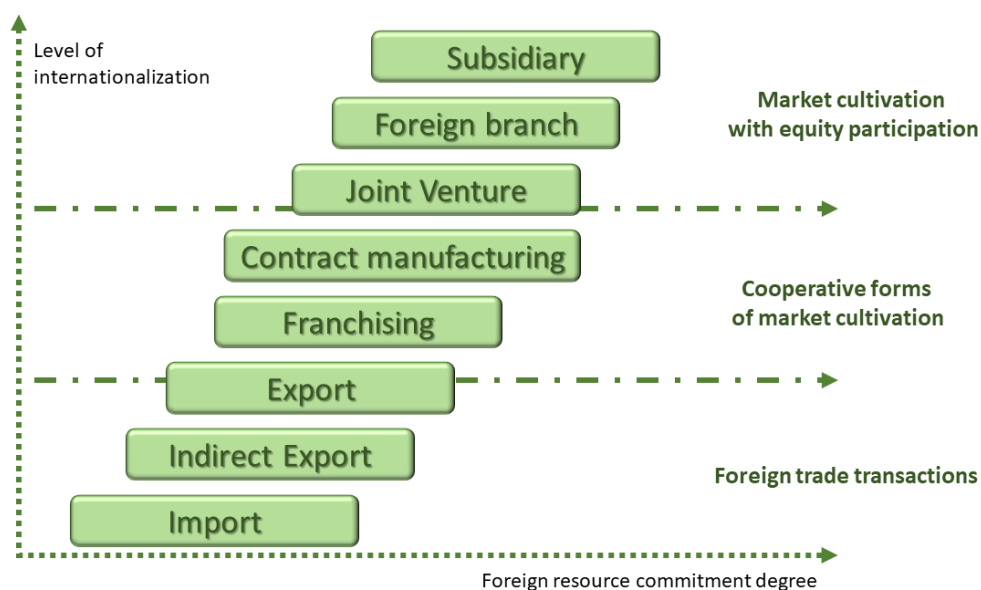 Level of
internationalization
Subsidiary
Market cultivation
with equity participation
Foreign branch
Joint Venture
Contract manufacturing
Cooperative forms
of market cultivation
Franchising
Export
Indirect Export
Foreign trade transactions
Import
Foreign resource commitment degree